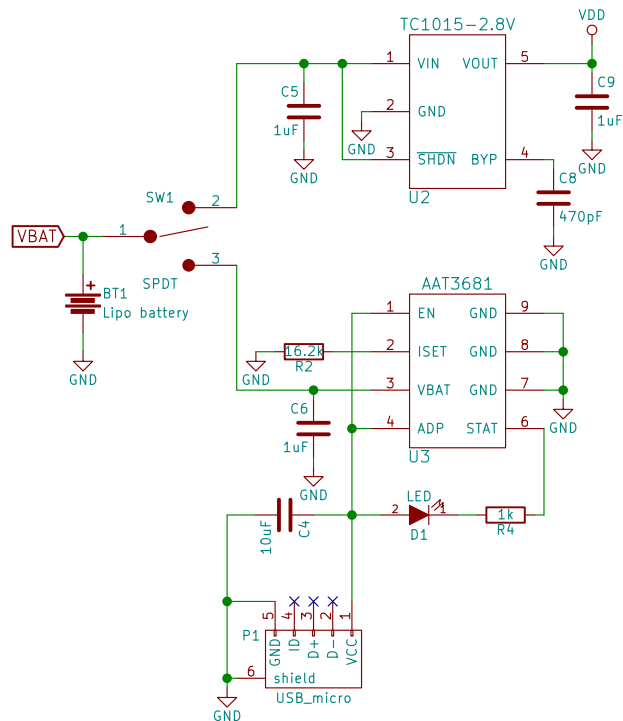 TC1015-2.8V
VDD
1 VIN VOUT 5
C5
1uF
GND
2 GND
GND
3 SHDN BYP 4
U2
C9
1uF
GND
C8
470pF
GND
SW1
2
VBAT
1
3
SPDT
BT1
+
Lipo battery
GND
AAT3681
1 EN GND 9
2 ISET GND 8
3 VBAT GND 7
4 ADP STAT 6
U3
GND
16.2k
R2
GND
C6
1uF
GND
LED
2 1
D1
1k
R4
10uF
C4
P1
5 4 3 2 1
GND ID D+ D- VCC
6 shield
USB_micro
GND